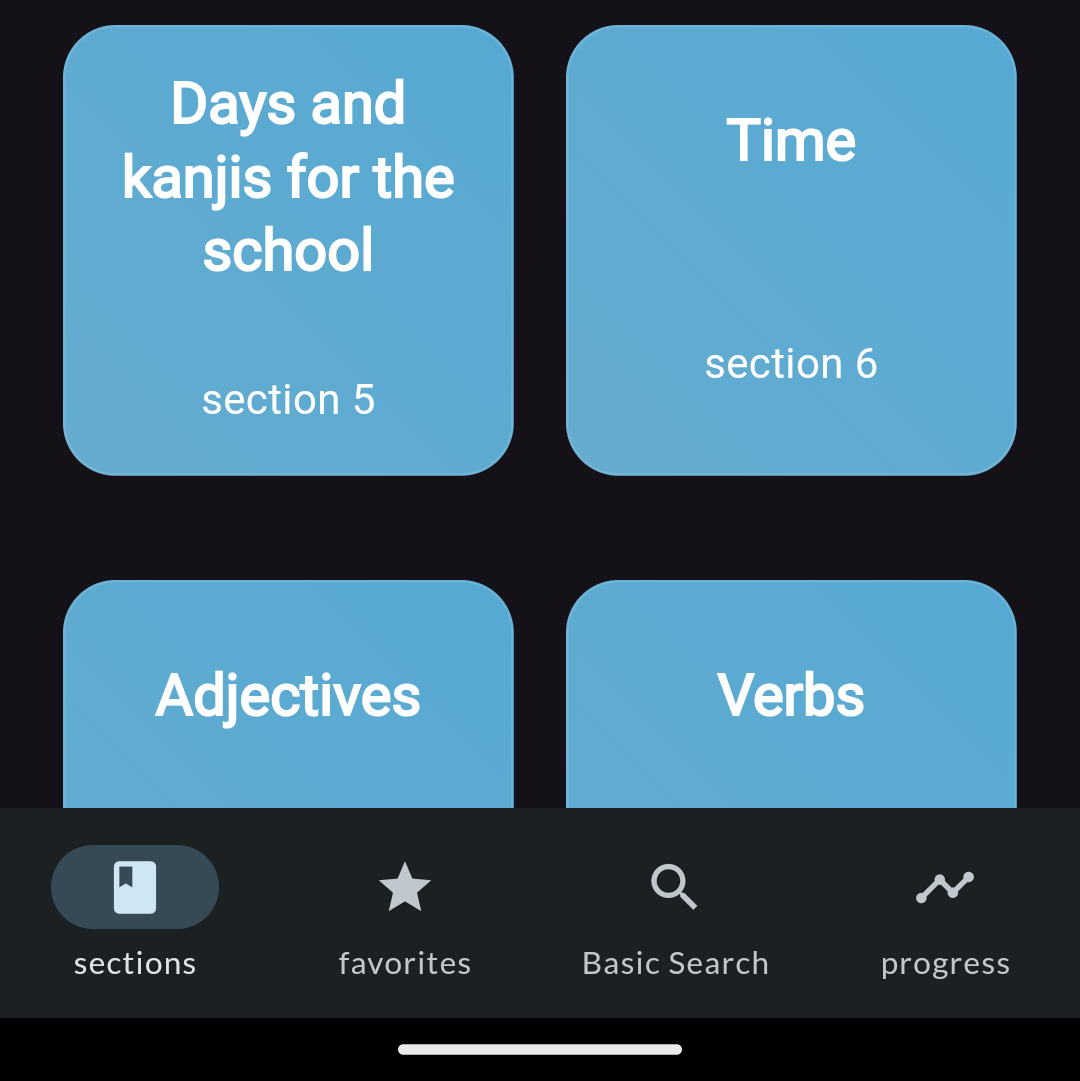 Days and
kanjis for the
school
section 5
Time
section 6
Adjectives
Verbs
sections
favorites
Basic Search
progress